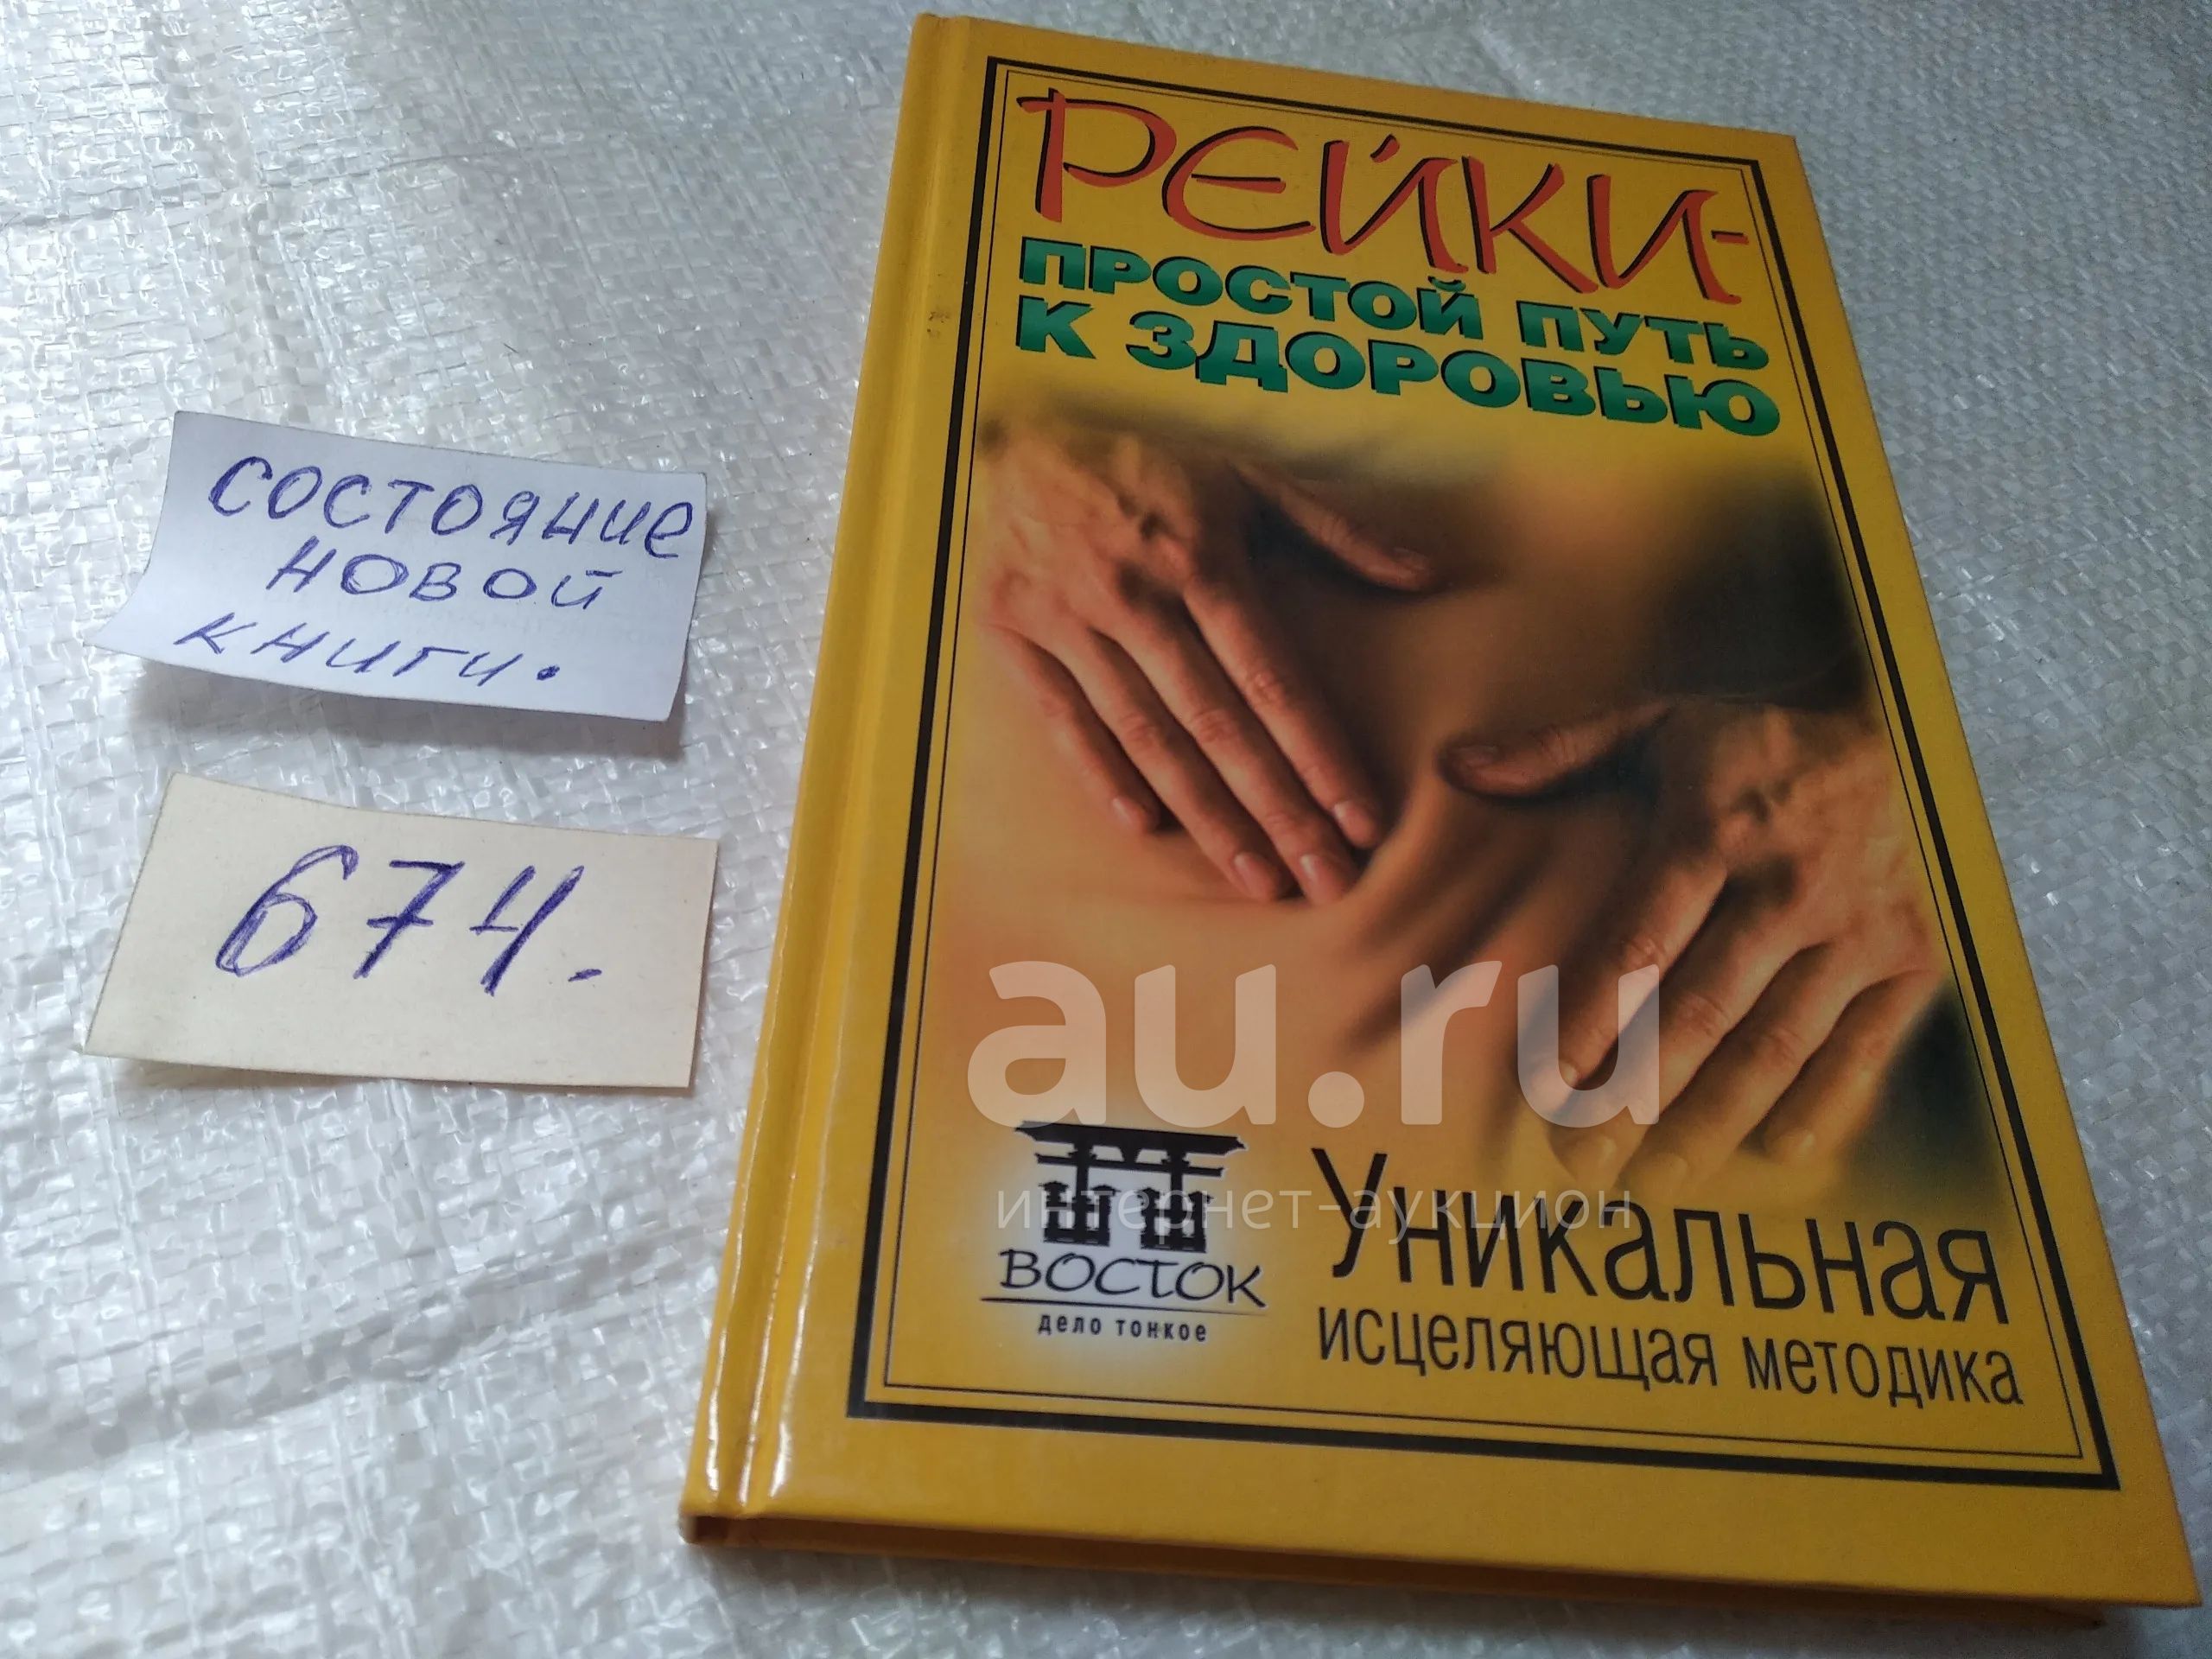 состояние
новой
книги.
674.
РЕЙКИ-
ПРОСТОЙ ПУТЬ
К ЗДОРОВЬЮ
au.ru
интернет-аукцион
ВОСТОК
дело тонкое
Уникальная
исцеляющая методика